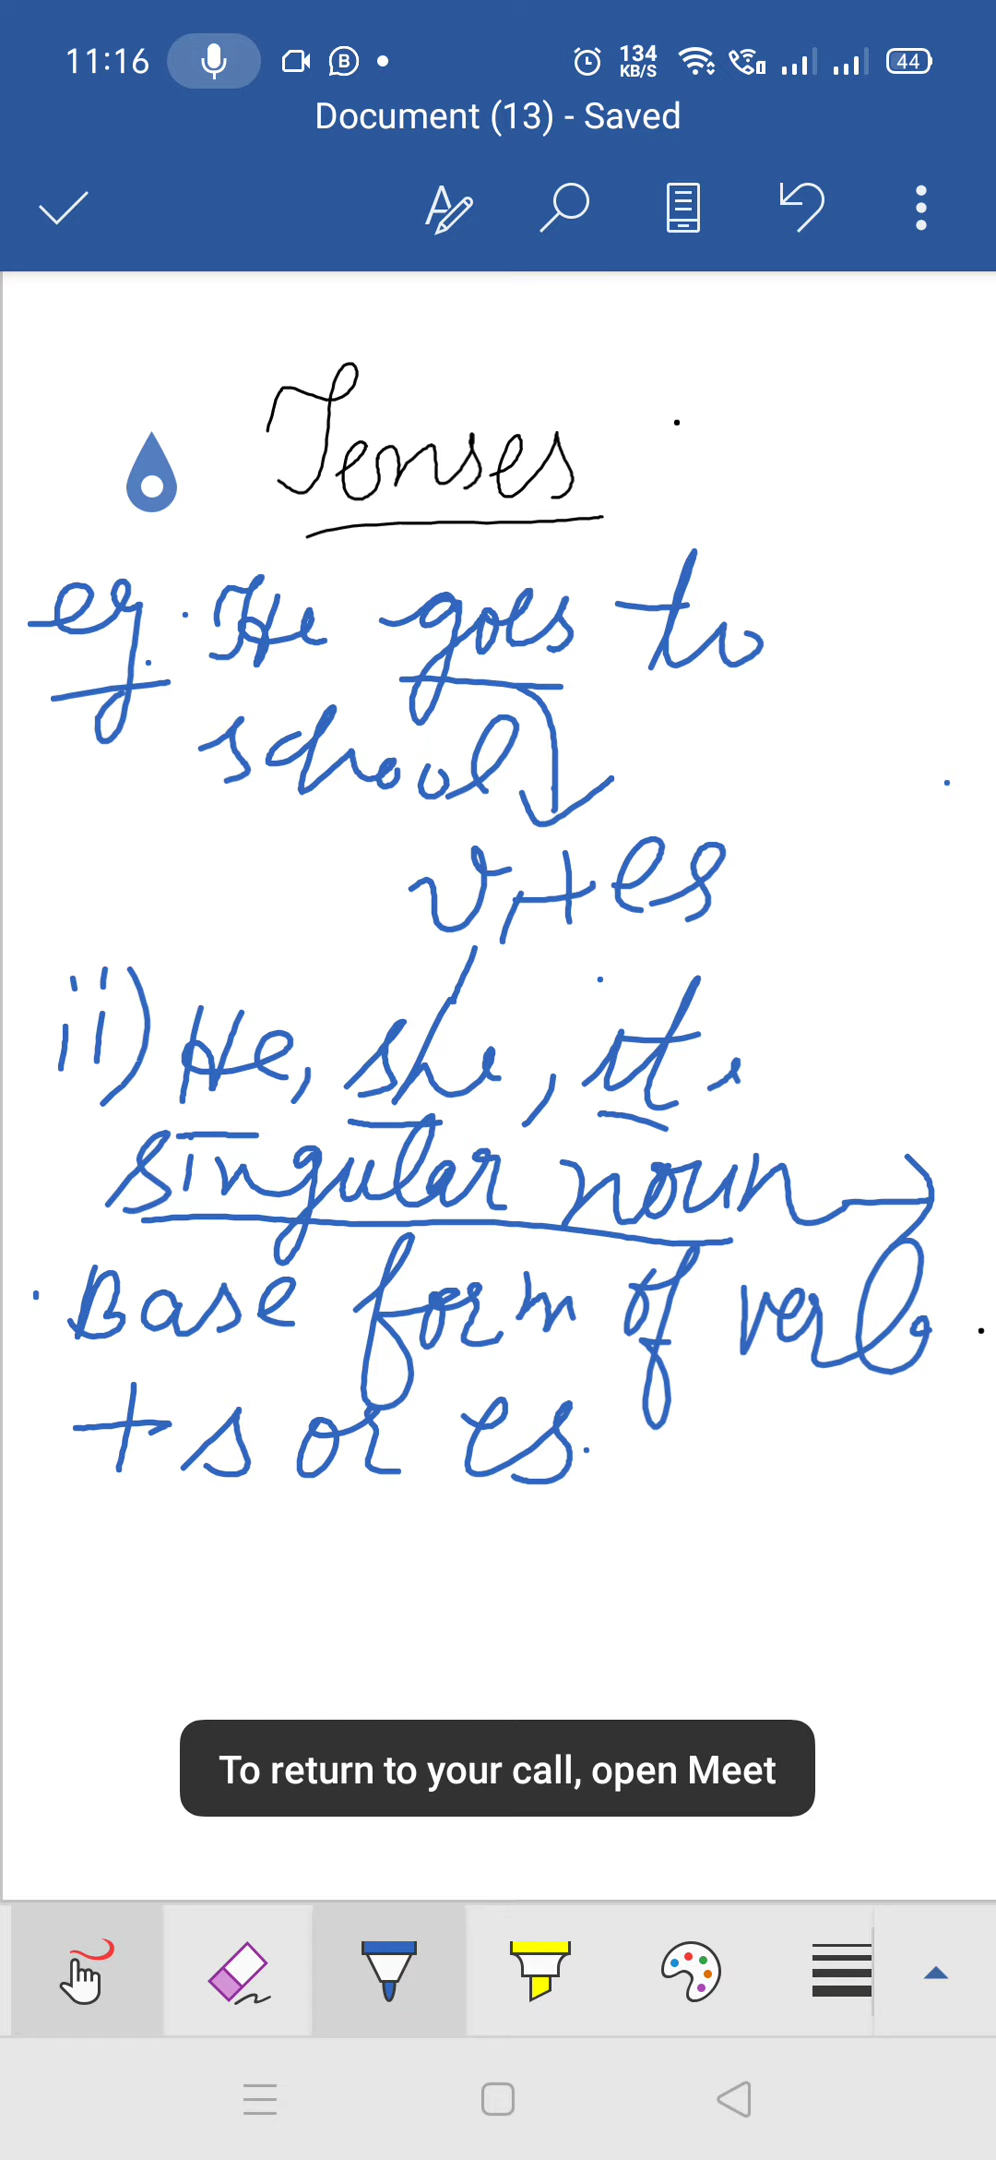 11:16 B 134 KB/S 44
Document (13) - Saved
Tenses
eg. He goes to
school
v1+es
ii) He, she, it,
singular noun →
Base form of verb
+ s or es.
To return to your call, open Meet